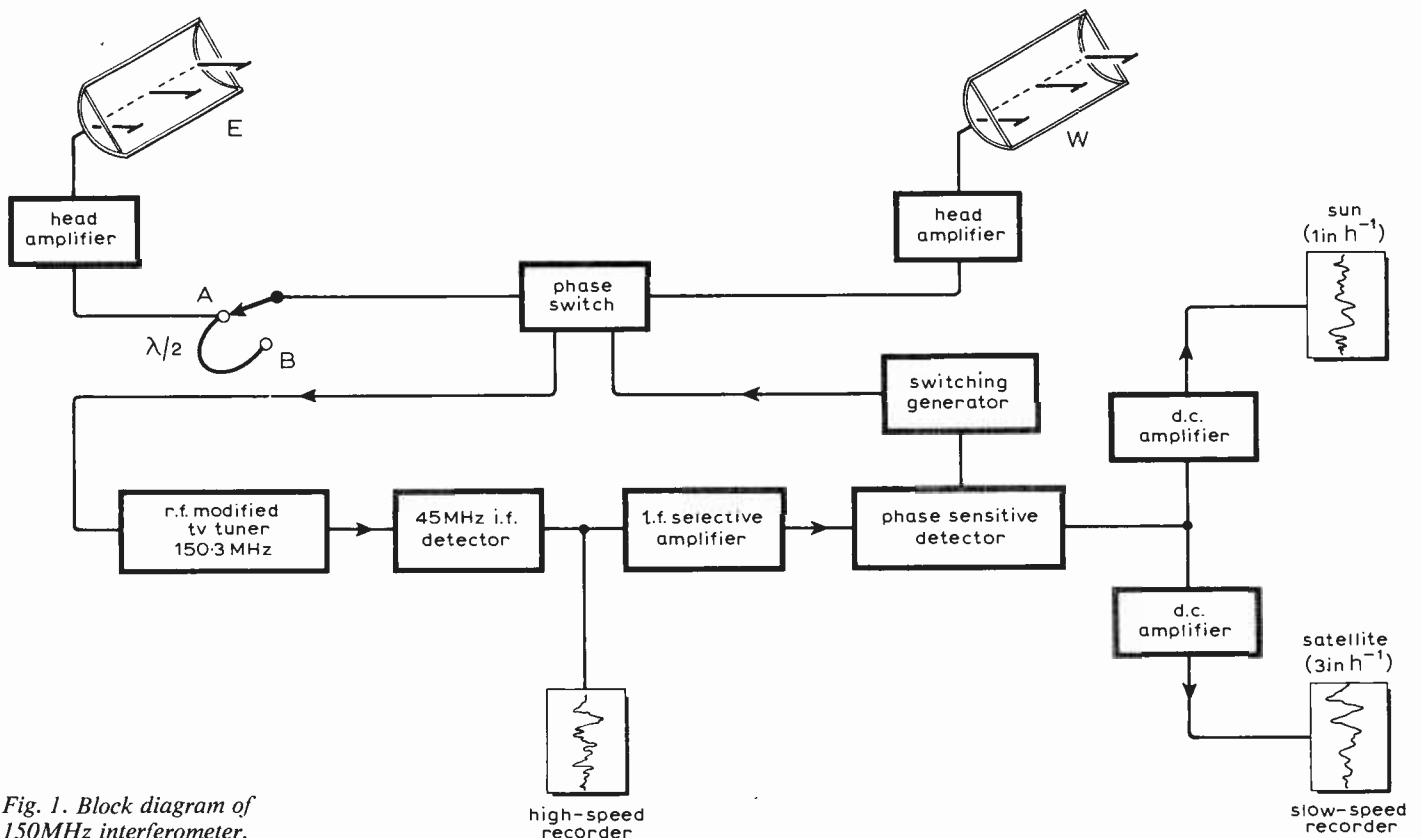 E
W
head
amplifier
head
amplifier
sun
(1in h⁻¹)
A
phase
switch
λ/2
B
switching
generator
d.c.
amplifier
r.f. modified
tv tuner
150·3 MHz
45MHz i.f.
detector
l.f. selective
amplifier
phase sensitive
detector
d.c.
amplifier
satellite
(3in h⁻¹)
Fig. 1. Block diagram of
150MHz interferometer.
high-speed
recorder
slow-speed
recorder